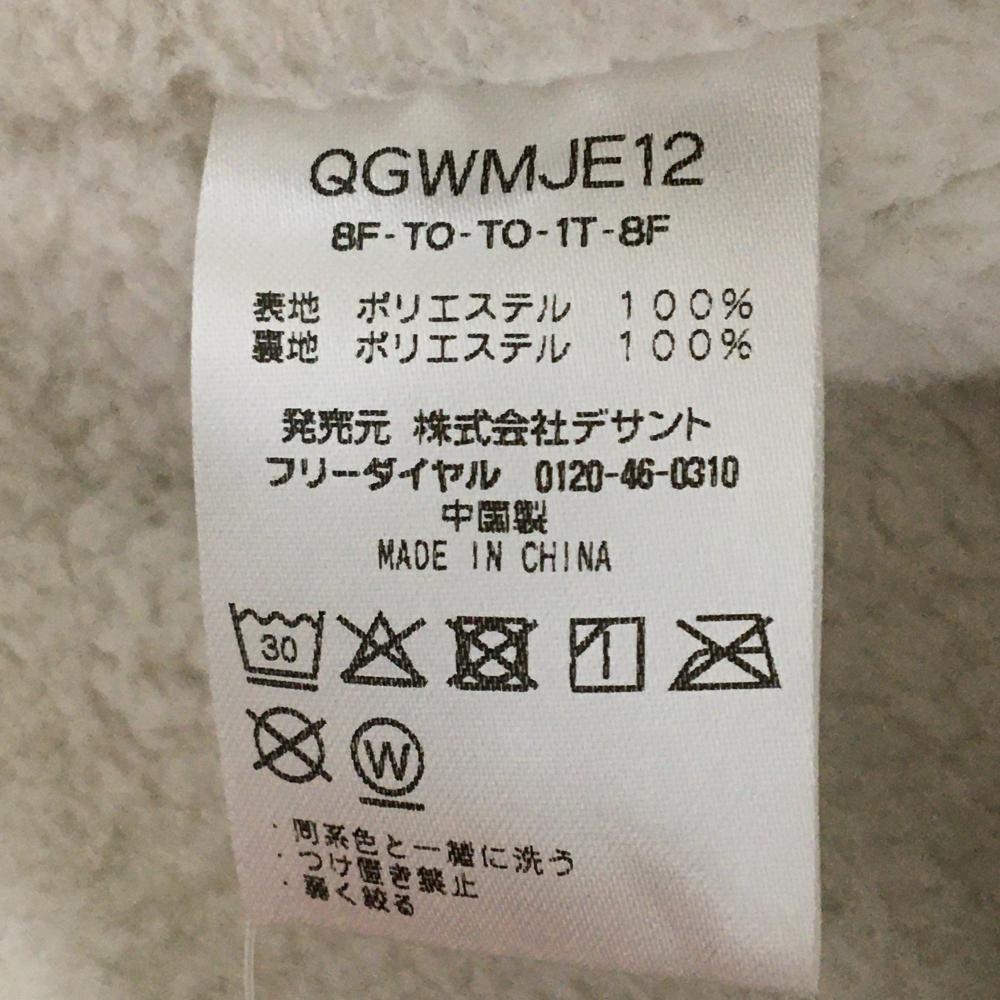 QGWMJE12
8F-TO-TO-1T-8F
表地 ポリエステル 100%
裏地 ポリエステル 100%
発売元 株式会社デサント
フリーダイヤル 0120-46-0310
中国製
MADE IN CHINA
30
W
・同系色と一緒に洗う
・つけ置き禁止
・弱く絞る